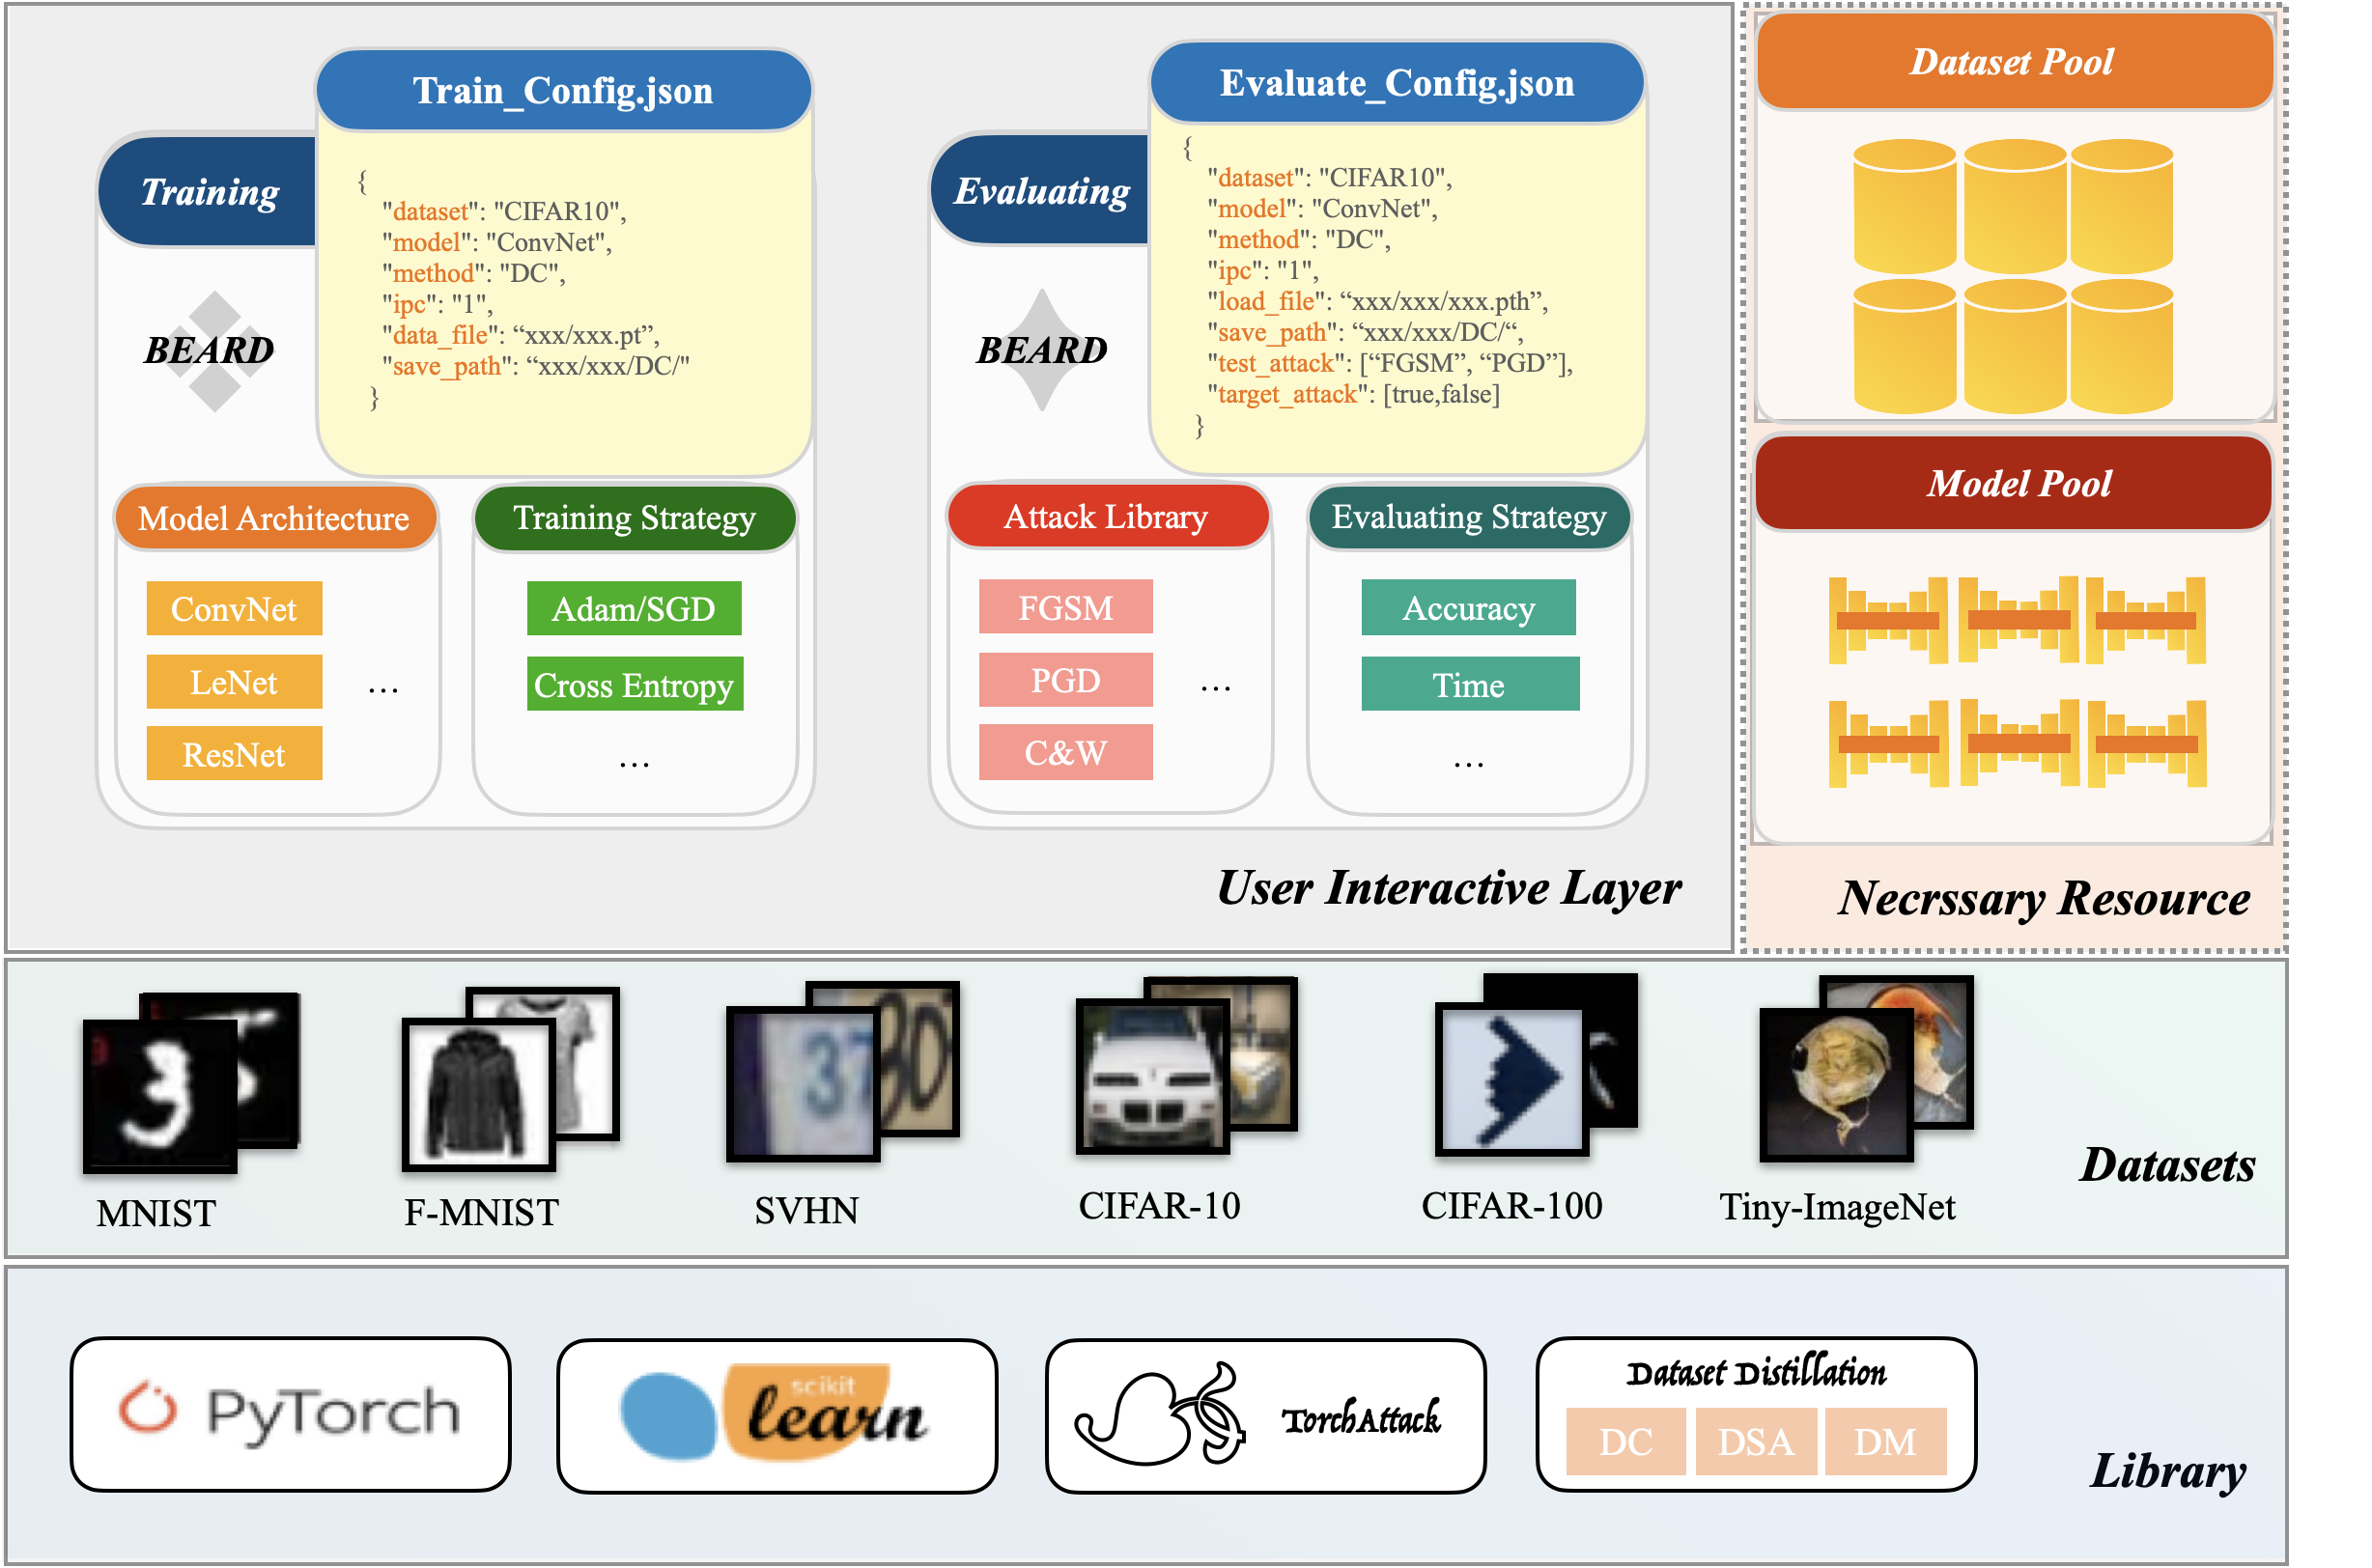 Train_Config.json
Training
{
"dataset": "CIFAR10",
"model": "ConvNet",
"method": "DC",
"ipc": "1",
"data_file": “xxx/xxx.pt”,
"save_path": “xxx/xxx/DC/"
}
BEARD
Model Architecture
ConvNet
LeNet
...
ResNet
Training Strategy
Adam/SGD
Cross Entropy
...
Evaluate_Config.json
Evaluating
{
"dataset": "CIFAR10",
"model": "ConvNet",
"method": "DC",
"ipc": "1",
"load_file": “xxx/xxx/xxx.pth”,
"save_path": “xxx/xxx/DC/“,
"test_attack": [“FGSM”, “PGD”],
"target_attack": [true,false]
}
BEARD
Attack Library
FGSM
PGD
...
C&W
Evaluating Strategy
Accuracy
Time
...
User Interactive Layer
Dataset Pool
Model Pool
Necrssary Resource
3
37
30
MNIST
F-MNIST
SVHN
CIFAR-10
CIFAR-100
Tiny-ImageNet
Datasets
PyTorch
scikit
learn
TorchAttack
Dataset Distillation
DC
DSA
DM
Library